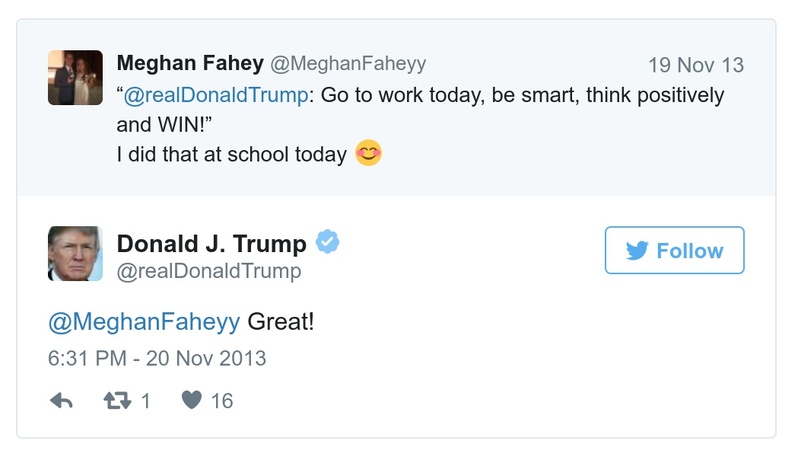 Meghan Fahey @MeghanFaheyy 19 Nov 13
“@realDonaldTrump: Go to work today, be smart, think positively
and WIN!”
I did that at school today 😊
Donald J. Trump
@realDonaldTrump
Follow
@MeghanFaheyy Great!
6:31 PM - 20 Nov 2013
1 16